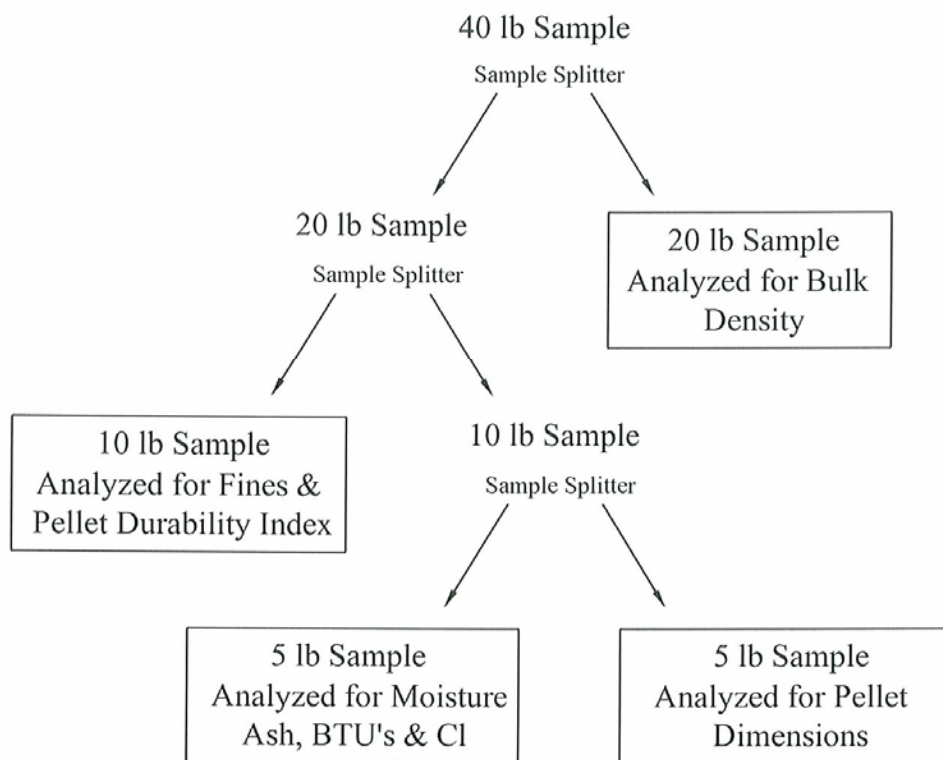 40 lb Sample
Sample Splitter
20 lb Sample
Sample Splitter
20 lb Sample
Analyzed for Bulk
Density
10 lb Sample
Analyzed for Fines &
Pellet Durability Index
10 lb Sample
Sample Splitter
5 lb Sample
Analyzed for Moisture
Ash, BTU's & Cl
5 lb Sample
Analyzed for Pellet
Dimensions